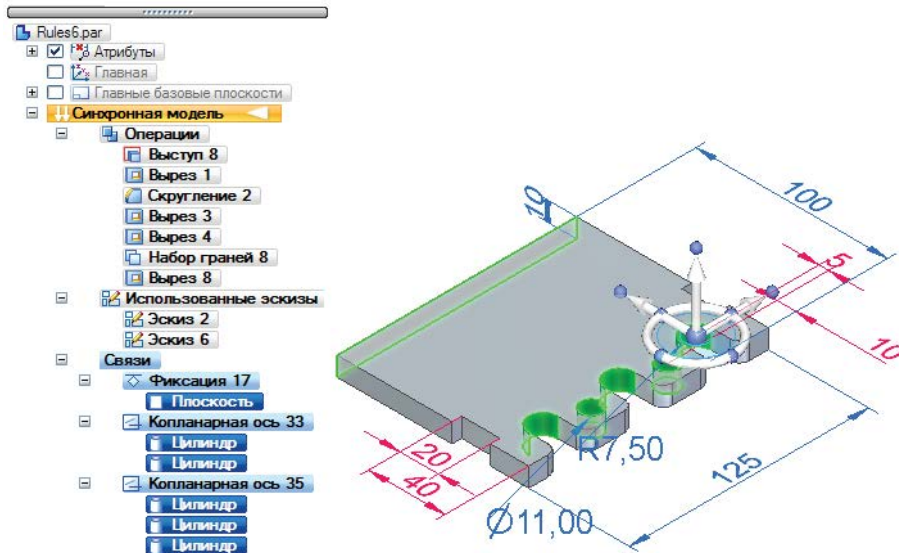 Rules6.par
Атрибуты
Главная
Главные базовые плоскости
Синхронная модель
Операции
Выступ 8
Вырез 1
Скругление 2
Вырез 3
Вырез 4
Набор граней 8
Вырез 8
Использованные эскизы
Эскиз 2
Эскиз 6
Связи
Фиксация 17
Плоскость
Копланарная ось 33
Цилиндр
Цилиндр
Копланарная ось 35
Цилиндр
Цилиндр
Цилиндр
10
100
5
10
R7,50
20
40
125
Ø11,00